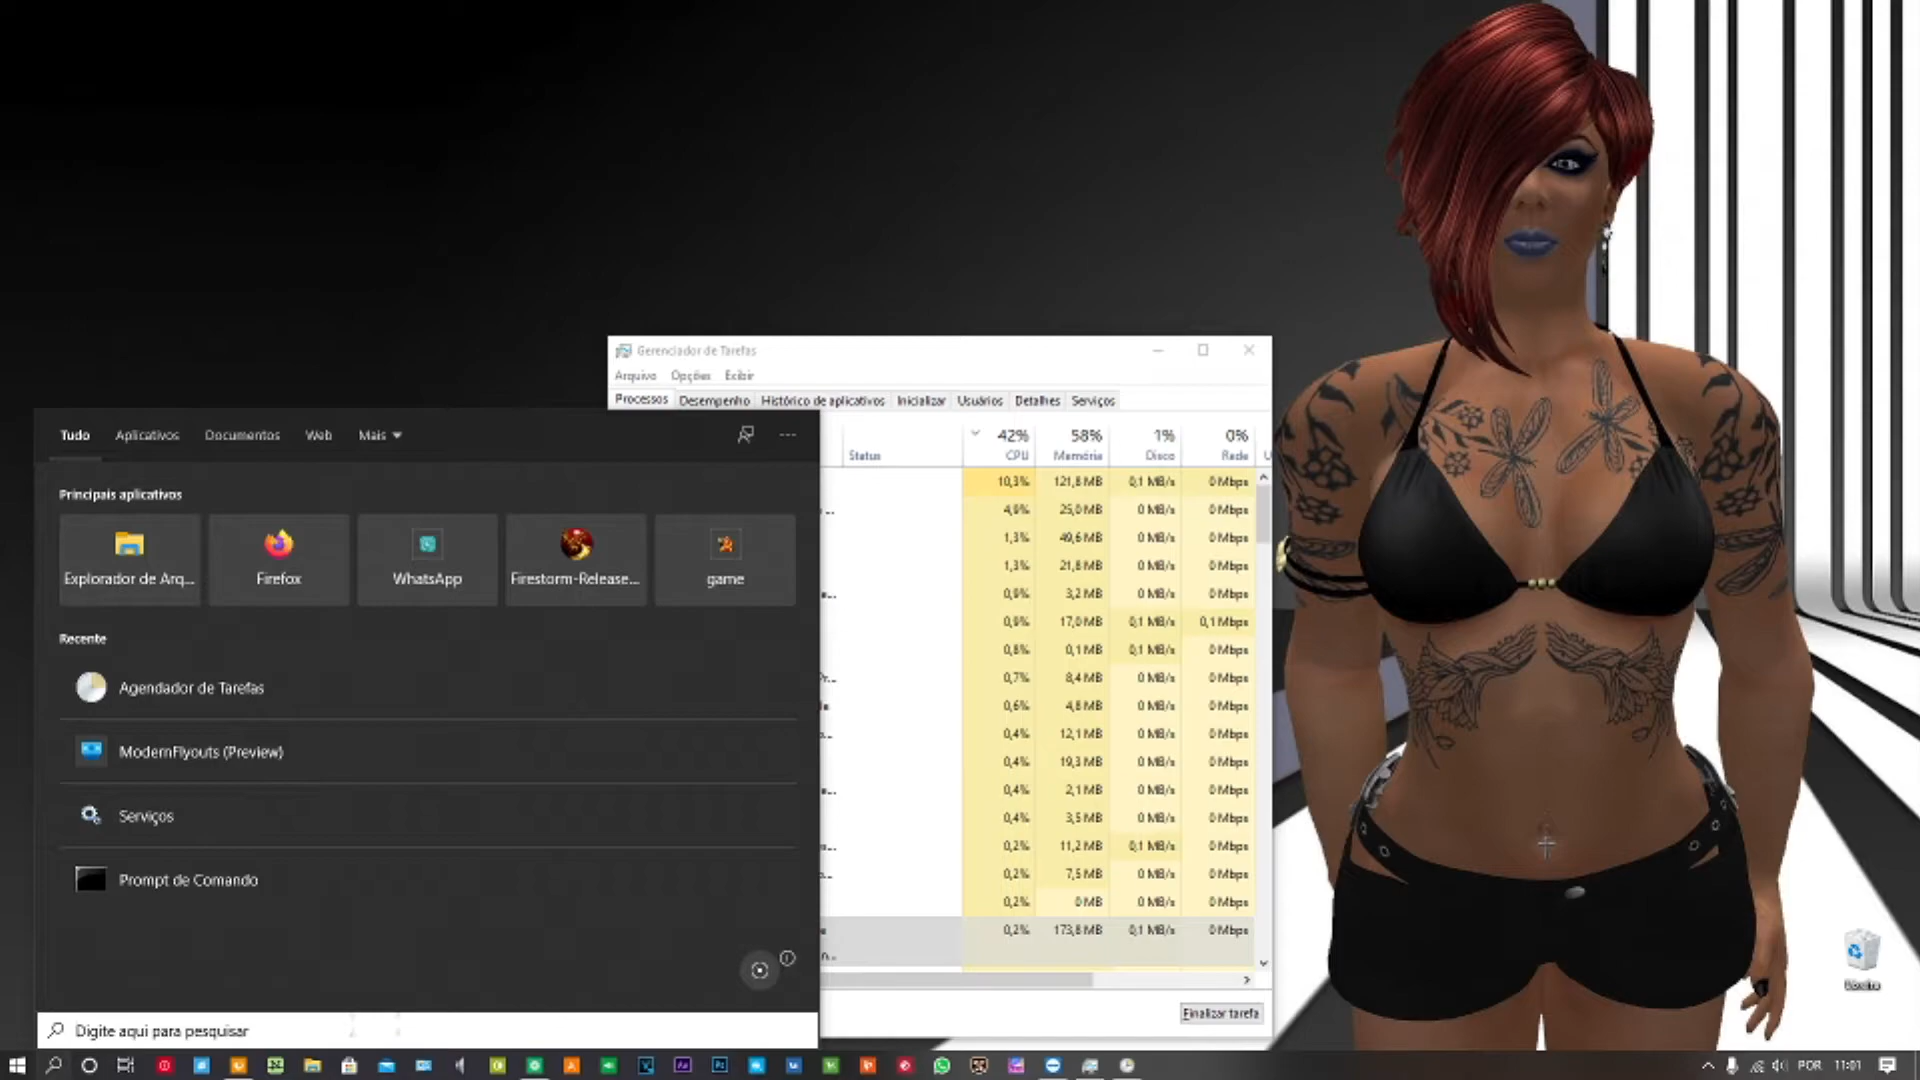 Gerenciador de Tarefas
Arquivo Opções Exibir
Processos Desempenho Histórico de aplicativos Inicializar Usuários Detalhes Serviços
Tudo Aplicativos Documentos Web Mais
Principais aplicativos
Explorador de Arq... Firefox WhatsApp Firestorm-Release... game
Recente
Agendador de Tarefas
ModernFlyouts (Preview)
Serviços
Prompt de Comando
Digite aqui para pesquisar
42% 58% 1% 0%
Status CPU Memória Disco Rede U
10,3% 121,8 MB 0,1 MB/s 0 Mbps
4,9% 25,0 MB 0 MB/s 0 Mbps
1,3% 49,6 MB 0 MB/s 0 Mbps
1,3% 21,8 MB 0 MB/s 0 Mbps
0,9% 3,2 MB 0 MB/s 0 Mbps
0,9% 17,0 MB 0,1 MB/s 0,1 Mbps
0,8% 0,1 MB 0,1 MB/s 0 Mbps
0,7% 8,4 MB 0 MB/s 0 Mbps
0,6% 4,8 MB 0 MB/s 0 Mbps
0,4% 12,1 MB 0 MB/s 0 Mbps
0,4% 19,3 MB 0 MB/s 0 Mbps
0,4% 2,1 MB 0 MB/s 0 Mbps
0,4% 3,5 MB 0 MB/s 0 Mbps
0,2% 11,2 MB 0,1 MB/s 0 Mbps
0,2% 7,5 MB 0 MB/s 0 Mbps
0,2% 0 MB 0 MB/s 0 Mbps
0,2% 173,8 MB 0,1 MB/s 0 Mbps
Finalizar tarefa
Lixeira
POR 11:01